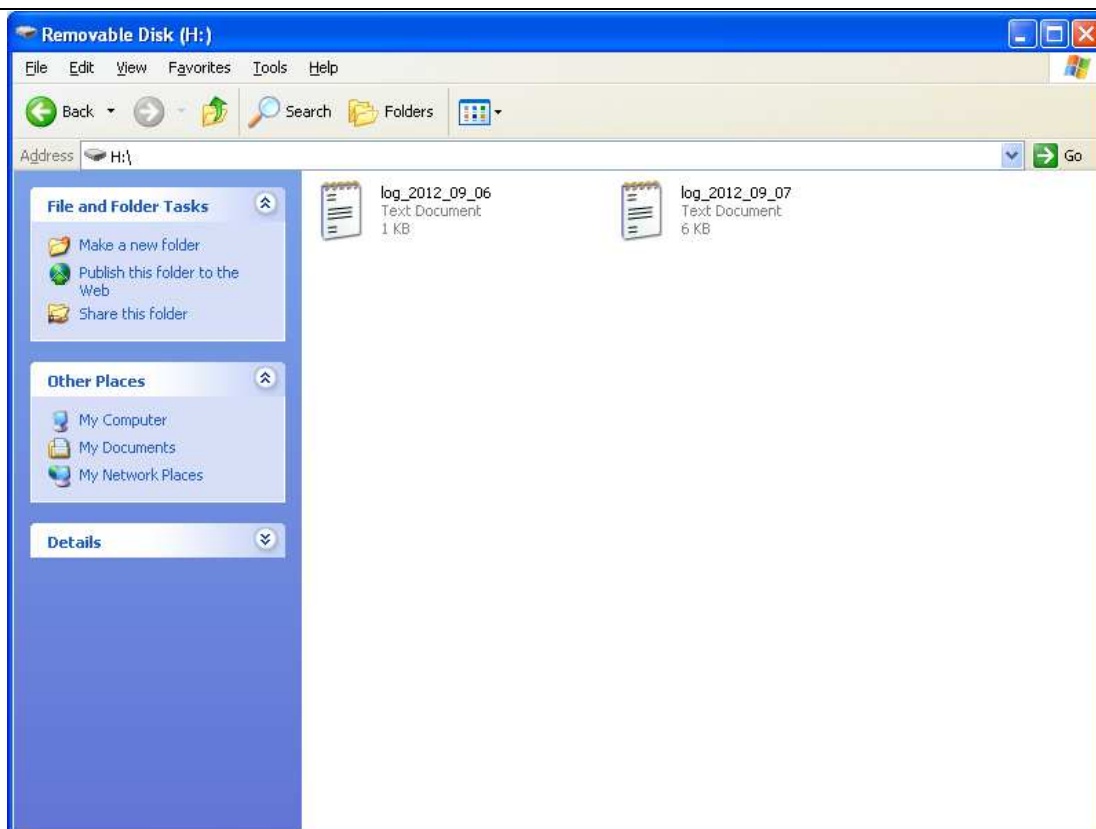 Removable Disk (H:)
File Edit View Favorites Tools Help
Back Search Folders
Address H:\ Go
File and Folder Tasks
Make a new folder
Publish this folder to the
Web
Share this folder
Other Places
My Computer
My Documents
My Network Places
Details
log_2012_09_06
Text Document
1 KB
log_2012_09_07
Text Document
6 KB